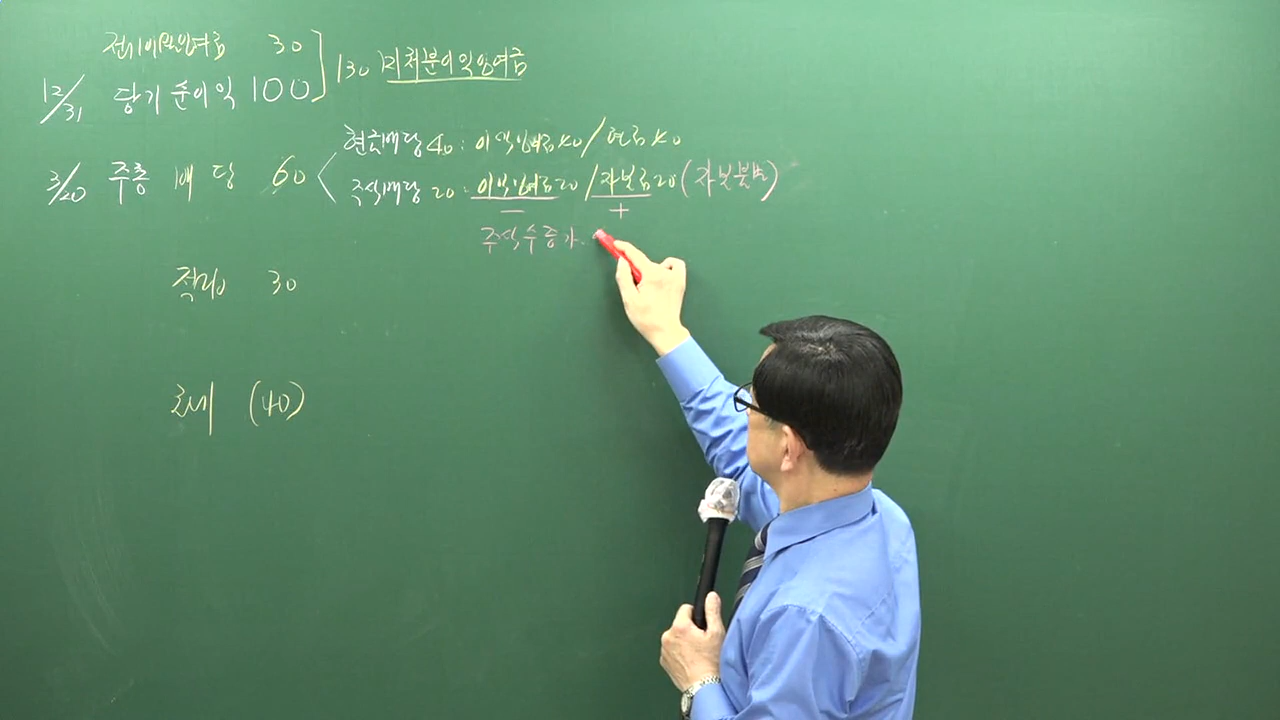 전기이월이익잉여금 30
12/31 당기순이익 100 130 미처분이익잉여금
3/20 주총 배당 60
현금배당 40 : 이익잉여금 40 / 현금 40
주식배당 20 : 이익잉여금 20 / 자본금 20 (자본불변)
− +
주식수 증가.
적립 30
차기 (40)